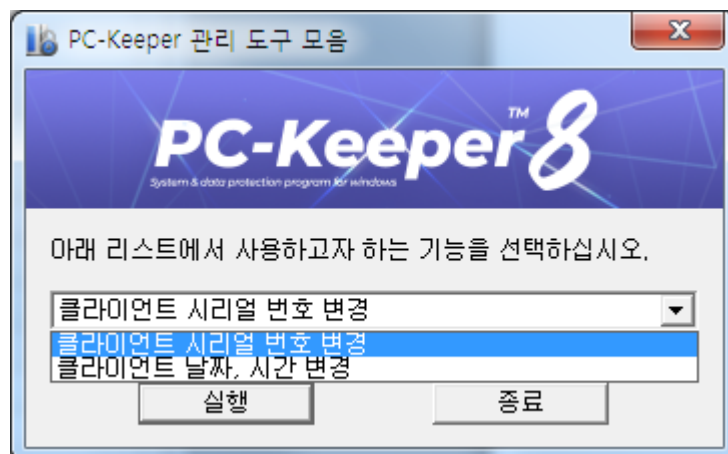 PC-Keeper 관리 도구 모음
x
PC-Keeper™ 8
System & data protection program for windows
아래 리스트에서 사용하고자 하는 기능을 선택하십시오.
클라이언트 시리얼 번호 변경
클라이언트 시리얼 번호 변경
클라이언트 날짜, 시간 변경
실행
종료